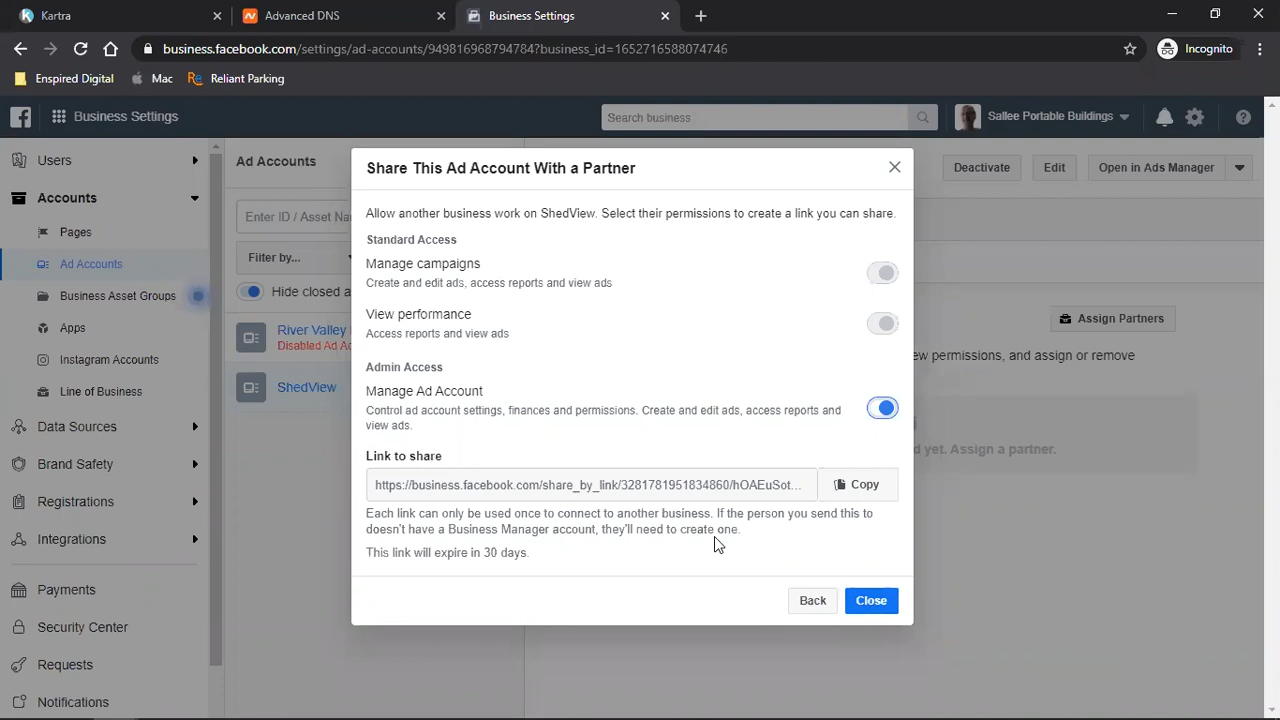 Kartra
Advanced DNS
Business Settings
business.facebook.com/settings/ad-accounts/949816968794784?business_id=1652716588074746
Incognito
Enspired Digital
Mac
Reliant Parking
Business Settings
Search business
Sallee Portable Buildings
Users
Accounts
Pages
Ad Accounts
Business Asset Groups
Apps
Instagram Accounts
Line of Business
Data Sources
Brand Safety
Registrations
Integrations
Payments
Security Center
Requests
Notifications
Ad Accounts
Enter ID / Asset Na
Filter by...
Hide closed a
River Valley
Disabled Ad Ac
ShedView
Deactivate
Edit
Open in Ads Manager
Assign Partners
ew permissions, and assign or remove
d yet. Assign a partner.
Share This Ad Account With a Partner
Allow another business work on ShedView. Select their permissions to create a link you can share.
Standard Access
Manage campaigns
Create and edit ads, access reports and view ads
View performance
Access reports and view ads
Admin Access
Manage Ad Account
Control ad account settings, finances and permissions. Create and edit ads, access reports and
view ads.
Link to share
https://business.facebook.com/share_by_link/3281781951834860/hOAEuSot...
Copy
Each link can only be used once to connect to another business. If the person you send this to
doesn't have a Business Manager account, they'll need to create one.
This link will expire in 30 days.
Back
Close